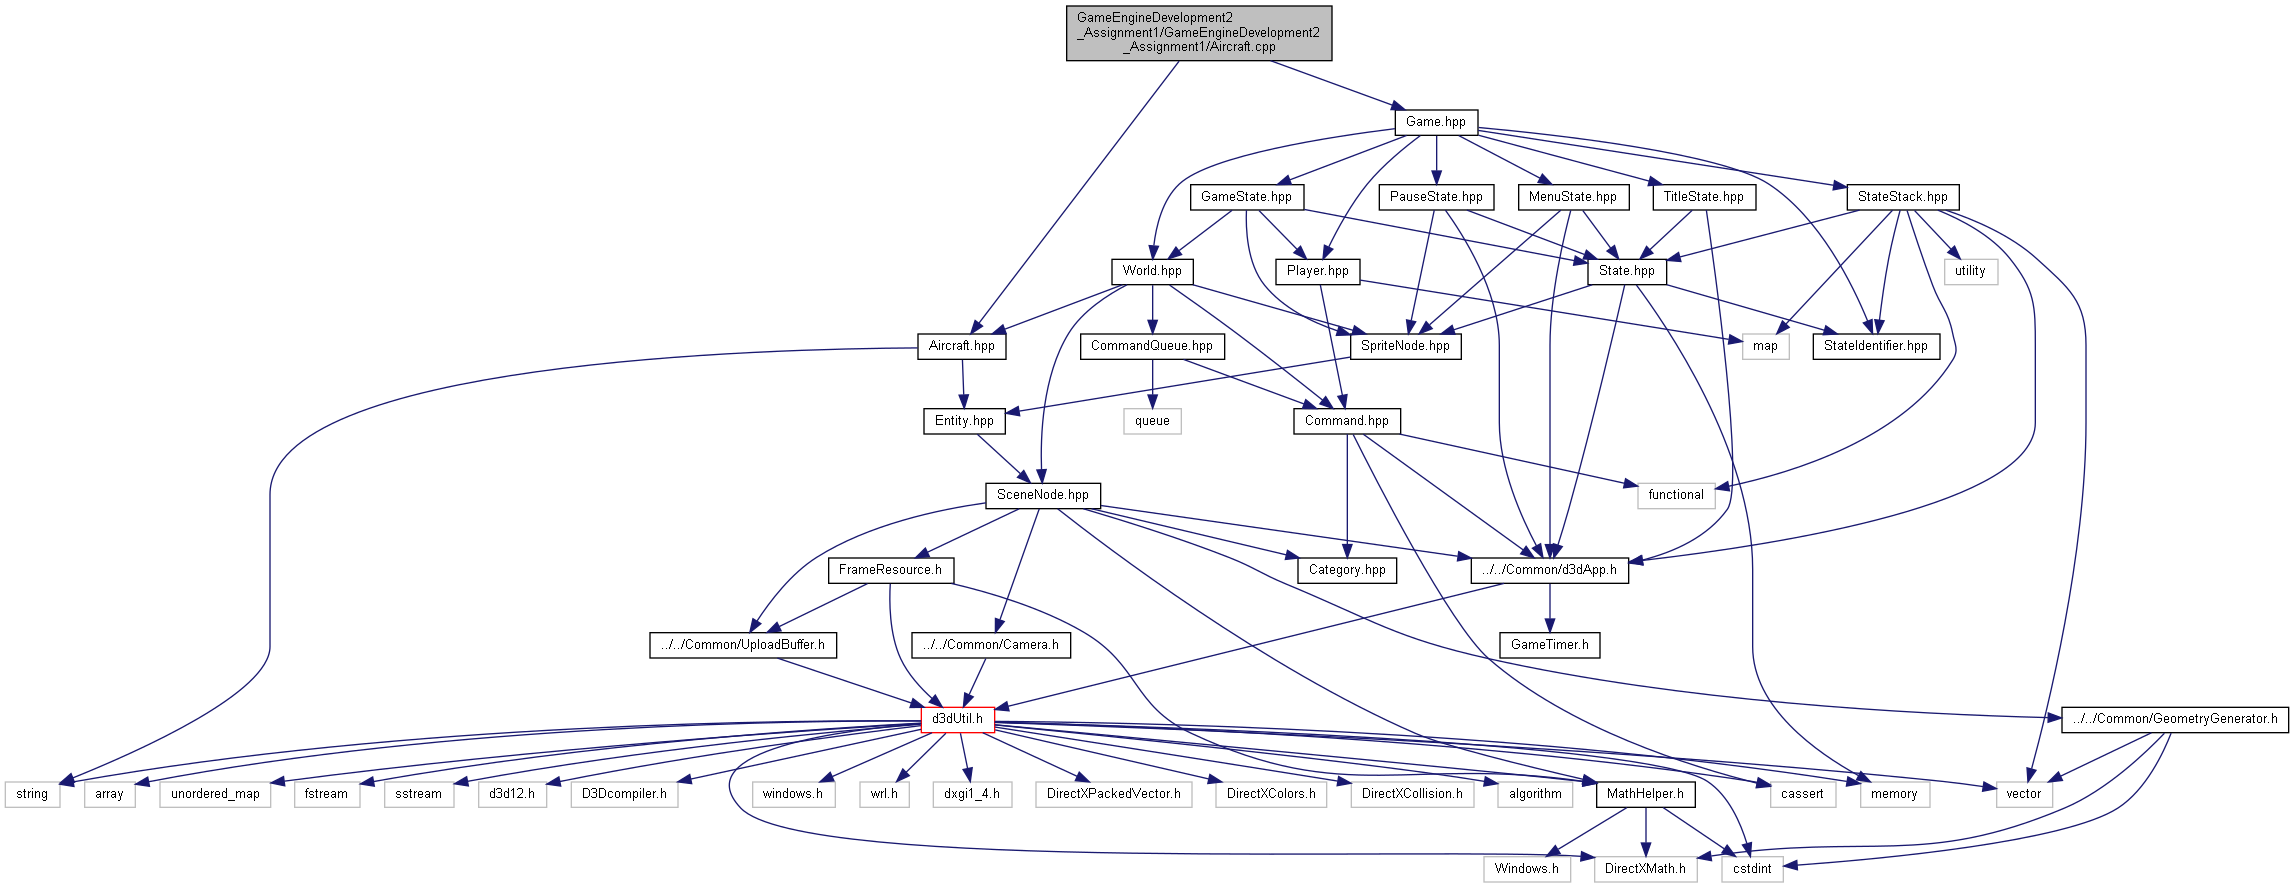 GameEngineDevelopment2
_Assignment1/GameEngineDevelopment2
_Assignment1/Aircraft.cpp
Game.hpp
GameState.hpp
PauseState.hpp
MenuState.hpp
TitleState.hpp
StateStack.hpp
World.hpp
Player.hpp
State.hpp
utility
Aircraft.hpp
CommandQueue.hpp
SpriteNode.hpp
map
StateIdentifier.hpp
Entity.hpp
queue
Command.hpp
SceneNode.hpp
functional
FrameResource.h
Category.hpp
../../Common/d3dApp.h
../../Common/UploadBuffer.h
../../Common/Camera.h
GameTimer.h
d3dUtil.h
../../Common/GeometryGenerator.h
string
array
unordered_map
fstream
sstream
d3d12.h
D3Dcompiler.h
windows.h
wrl.h
dxgi1_4.h
DirectXPackedVector.h
DirectXColors.h
DirectXCollision.h
algorithm
MathHelper.h
cassert
memory
vector
Windows.h
DirectXMath.h
cstdint